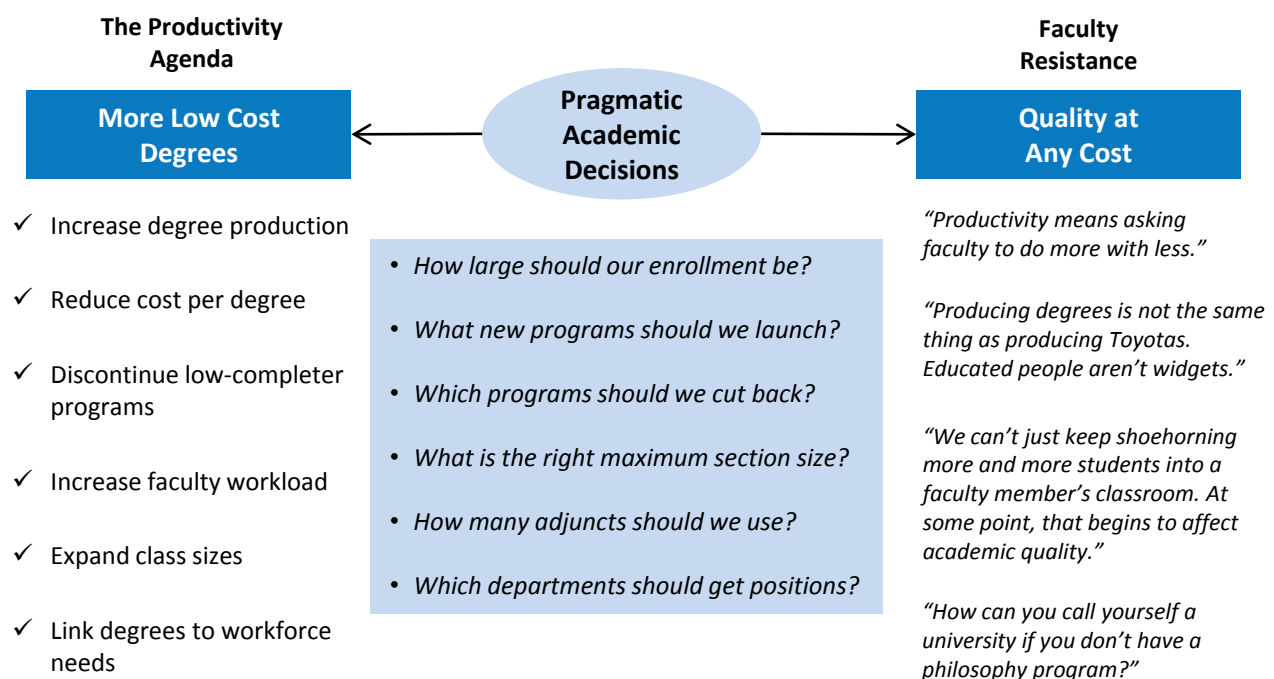 The Productivity
Agenda
More Low Cost
Degrees
✓ Increase degree production
✓ Reduce cost per degree
✓ Discontinue low-completer
programs
✓ Increase faculty workload
✓ Expand class sizes
✓ Link degrees to workforce
needs
Pragmatic
Academic
Decisions
• How large should our enrollment be?
• What new programs should we launch?
• Which programs should we cut back?
• What is the right maximum section size?
• How many adjuncts should we use?
• Which departments should get positions?
Faculty
Resistance
Quality at
Any Cost
“Productivity means asking
faculty to do more with less.”
“Producing degrees is not the same
thing as producing Toyotas.
Educated people aren’t widgets.”
“We can’t just keep shoehorning
more and more students into a
faculty member’s classroom. At
some point, that begins to affect
academic quality.”
“How can you call yourself a
university if you don’t have a
philosophy program?”